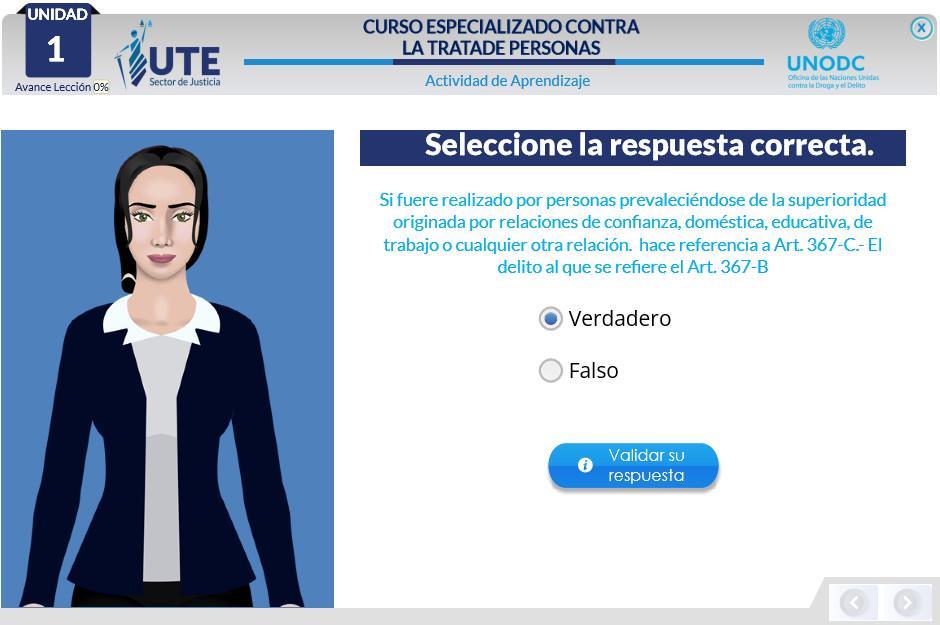 UNIDAD
1
Avance Lección 0%
UTE
Sector de Justicia
CURSO ESPECIALIZADO CONTRA
LA TRATADE PERSONAS
Actividad de Aprendizaje
UNODC
Oficina de las Naciones Unidas
contra la Droga y el Delito
X
Seleccione la respuesta correcta.
Si fuere realizado por personas prevaleciéndose de la superioridad
originada por relaciones de confianza, doméstica, educativa, de
trabajo o cualquier otra relación.  hace referencia a Art. 367-C.- El
delito al que se refiere el Art. 367-B
Verdadero
Falso
i
Validar su
respuesta